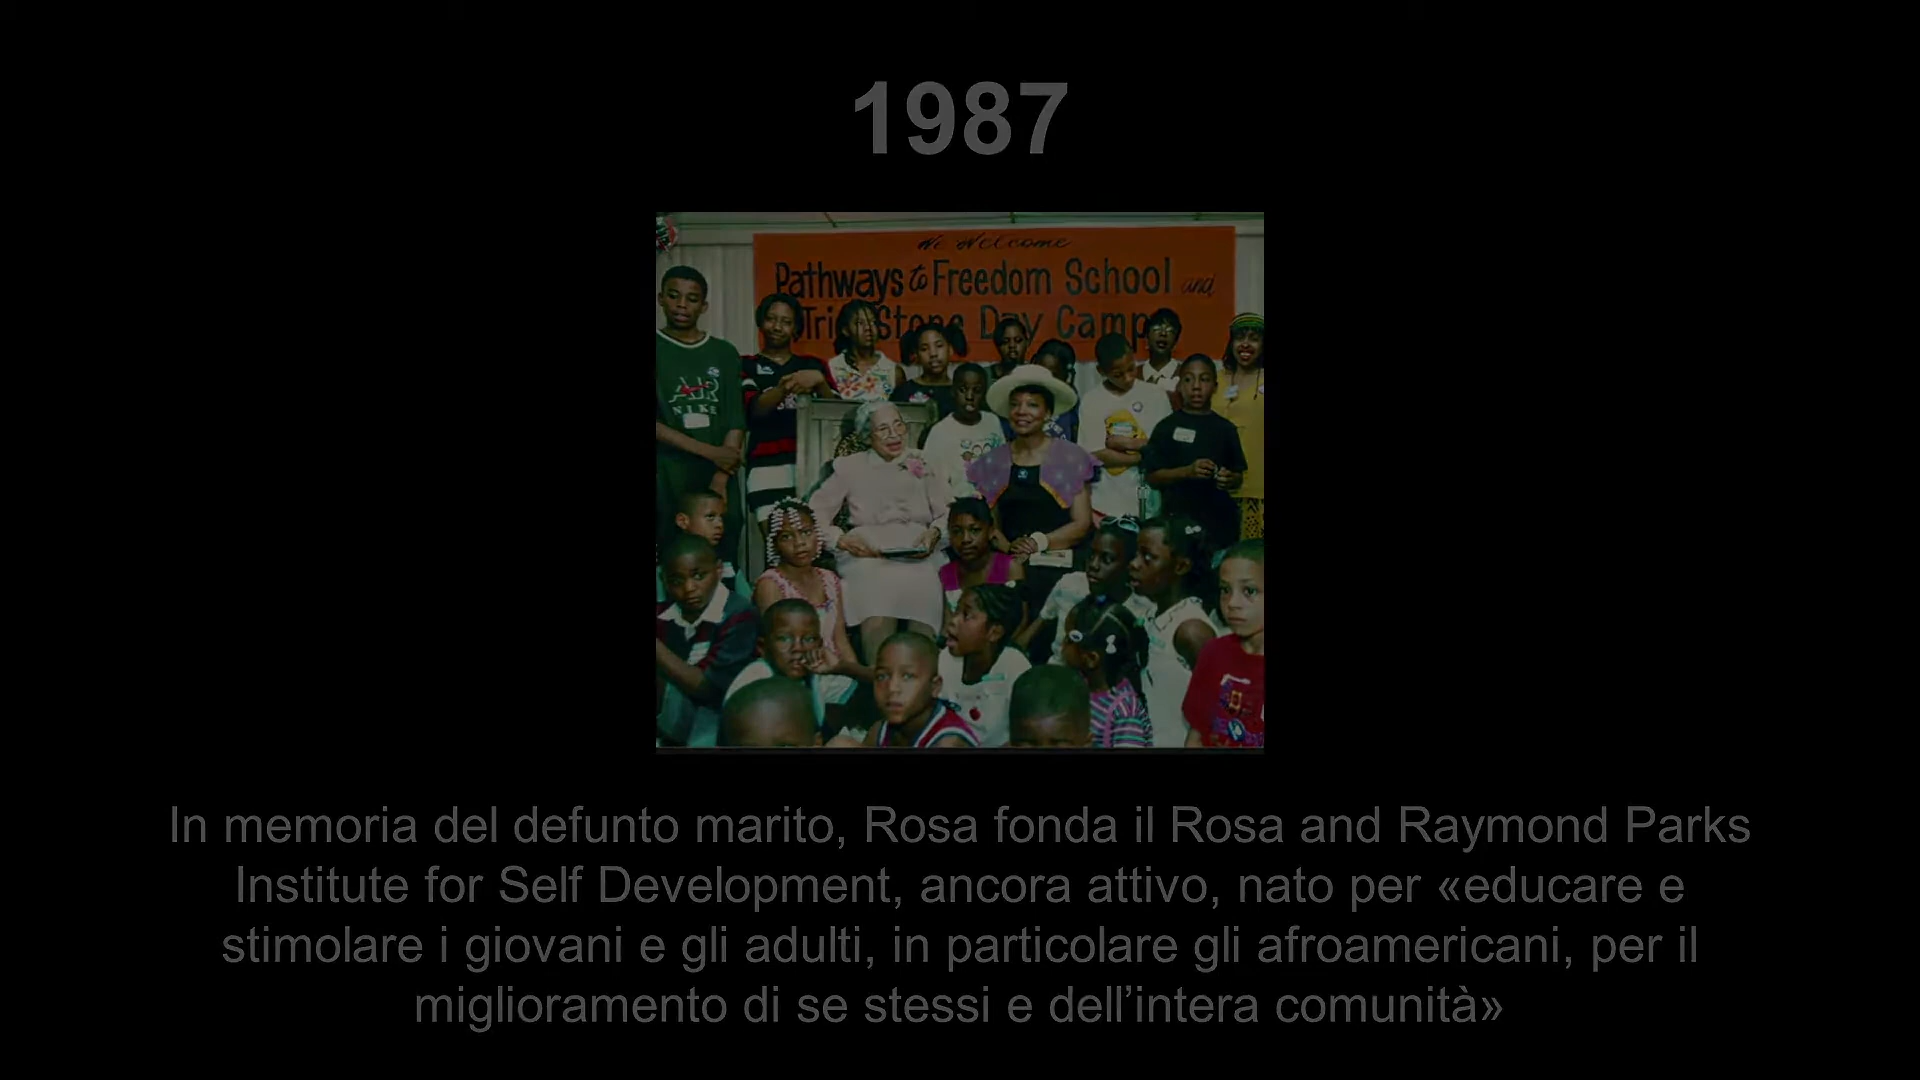 1987
We Welcome
Pathways to Freedom School and
Stone Day Camp
AIR
NIKE
In memoria del defunto marito, Rosa fonda il Rosa and Raymond Parks
Institute for Self Development, ancora attivo, nato per «educare e
stimolare i giovani e gli adulti, in particolare gli afroamericani, per il
miglioramento di se stessi e dell’intera comunità»